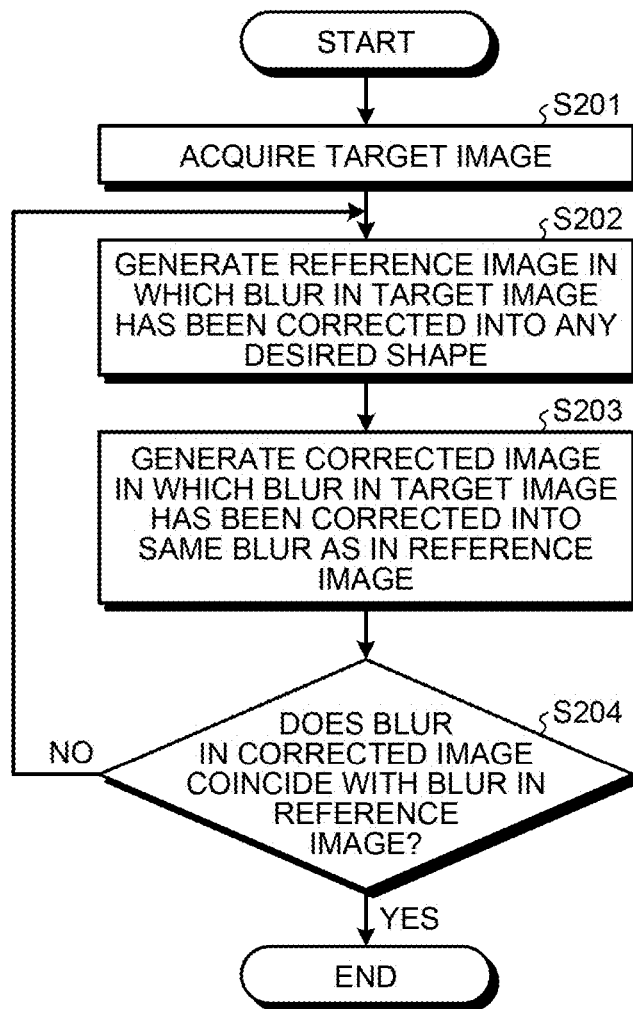 START
S201
ACQUIRE TARGET IMAGE
S202
GENERATE REFERENCE IMAGE IN
WHICH BLUR IN TARGET IMAGE
HAS BEEN CORRECTED INTO ANY
DESIRED SHAPE
S203
GENERATE CORRECTED IMAGE
IN WHICH BLUR IN TARGET IMAGE
HAS BEEN CORRECTED INTO
SAME BLUR AS IN REFERENCE
IMAGE
S204
DOES BLUR
IN CORRECTED IMAGE
COINCIDE WITH BLUR IN
REFERENCE
IMAGE?
NO
YES
END